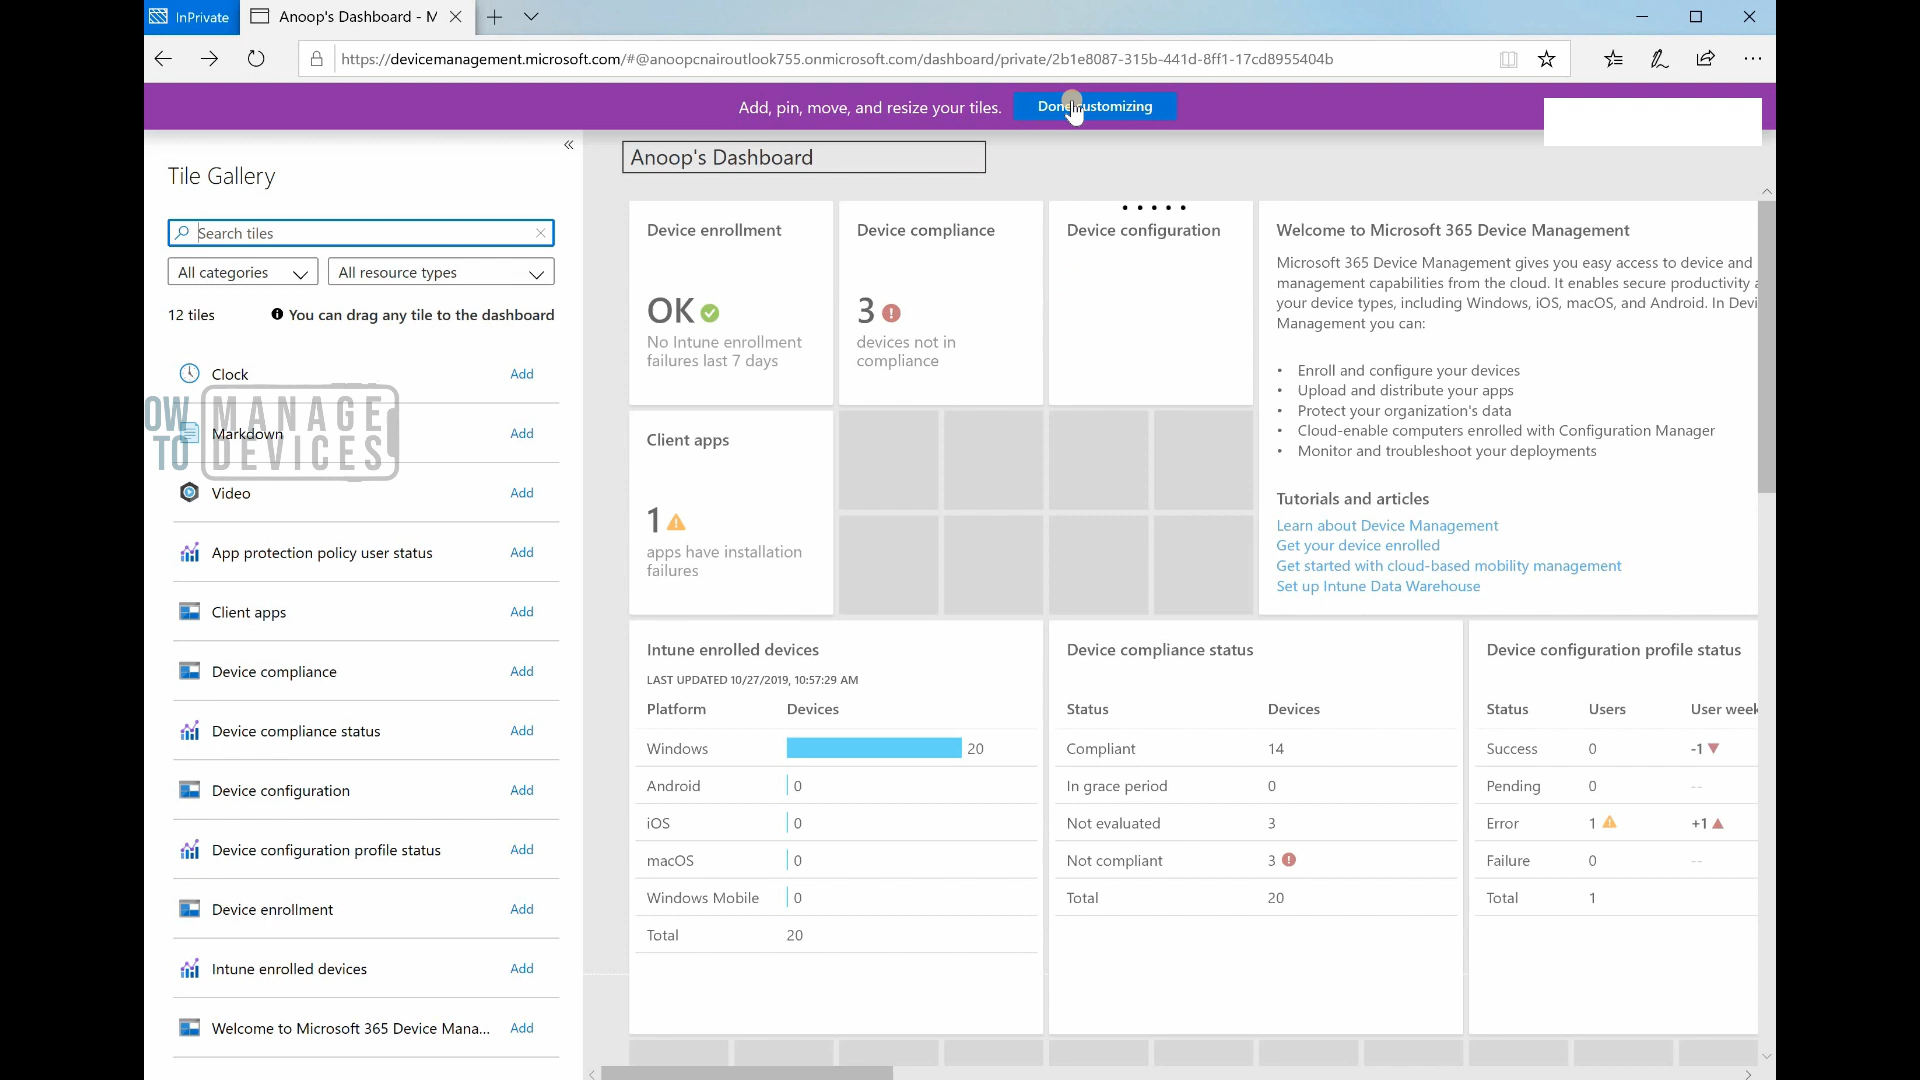 InPrivate
Anoop's Dashboard - M
https://devicemanagement.microsoft.com/#@anoopcnairoutlook755.onmicrosoft.com/dashboard/private/2b1e8087-315b-441d-8ff1-17cd8955404b
Add, pin, move, and resize your tiles.
Done customizing
Tile Gallery
Search tiles
All categories
All resource types
12 tiles
You can drag any tile to the dashboard
Clock Add
Markdown Add
Video Add
App protection policy user status Add
Client apps Add
Device compliance Add
Device compliance status Add
Device configuration Add
Device configuration profile status Add
Device enrollment Add
Intune enrolled devices Add
Welcome to Microsoft 365 Device Mana... Add
OW MANAGE
TO DEVICES
Anoop's Dashboard
Device enrollment
OK
No Intune enrollment
failures last 7 days
Device compliance
3
devices not in
compliance
Device configuration
Client apps
1
apps have installation
failures
Welcome to Microsoft 365 Device Management
Microsoft 365 Device Management gives you easy access to device and
management capabilities from the cloud. It enables secure productivity a
your device types, including Windows, iOS, macOS, and Android. In Devi
Management you can:
• Enroll and configure your devices
• Upload and distribute your apps
• Protect your organization's data
• Cloud-enable computers enrolled with Configuration Manager
• Monitor and troubleshoot your deployments
Tutorials and articles
Learn about Device Management
Get your device enrolled
Get started with cloud-based mobility management
Set up Intune Data Warehouse
Intune enrolled devices
LAST UPDATED 10/27/2019, 10:57:29 AM
Platform Devices
Windows 20
Android 0
iOS 0
macOS 0
Windows Mobile 0
Total 20
Device compliance status
Status Devices
Compliant 14
In grace period 0
Not evaluated 3
Not compliant 3
Total 20
Device configuration profile status
Status Users User week
Success 0 -1
Pending 0 --
Error 1 +1
Failure 0 --
Total 1